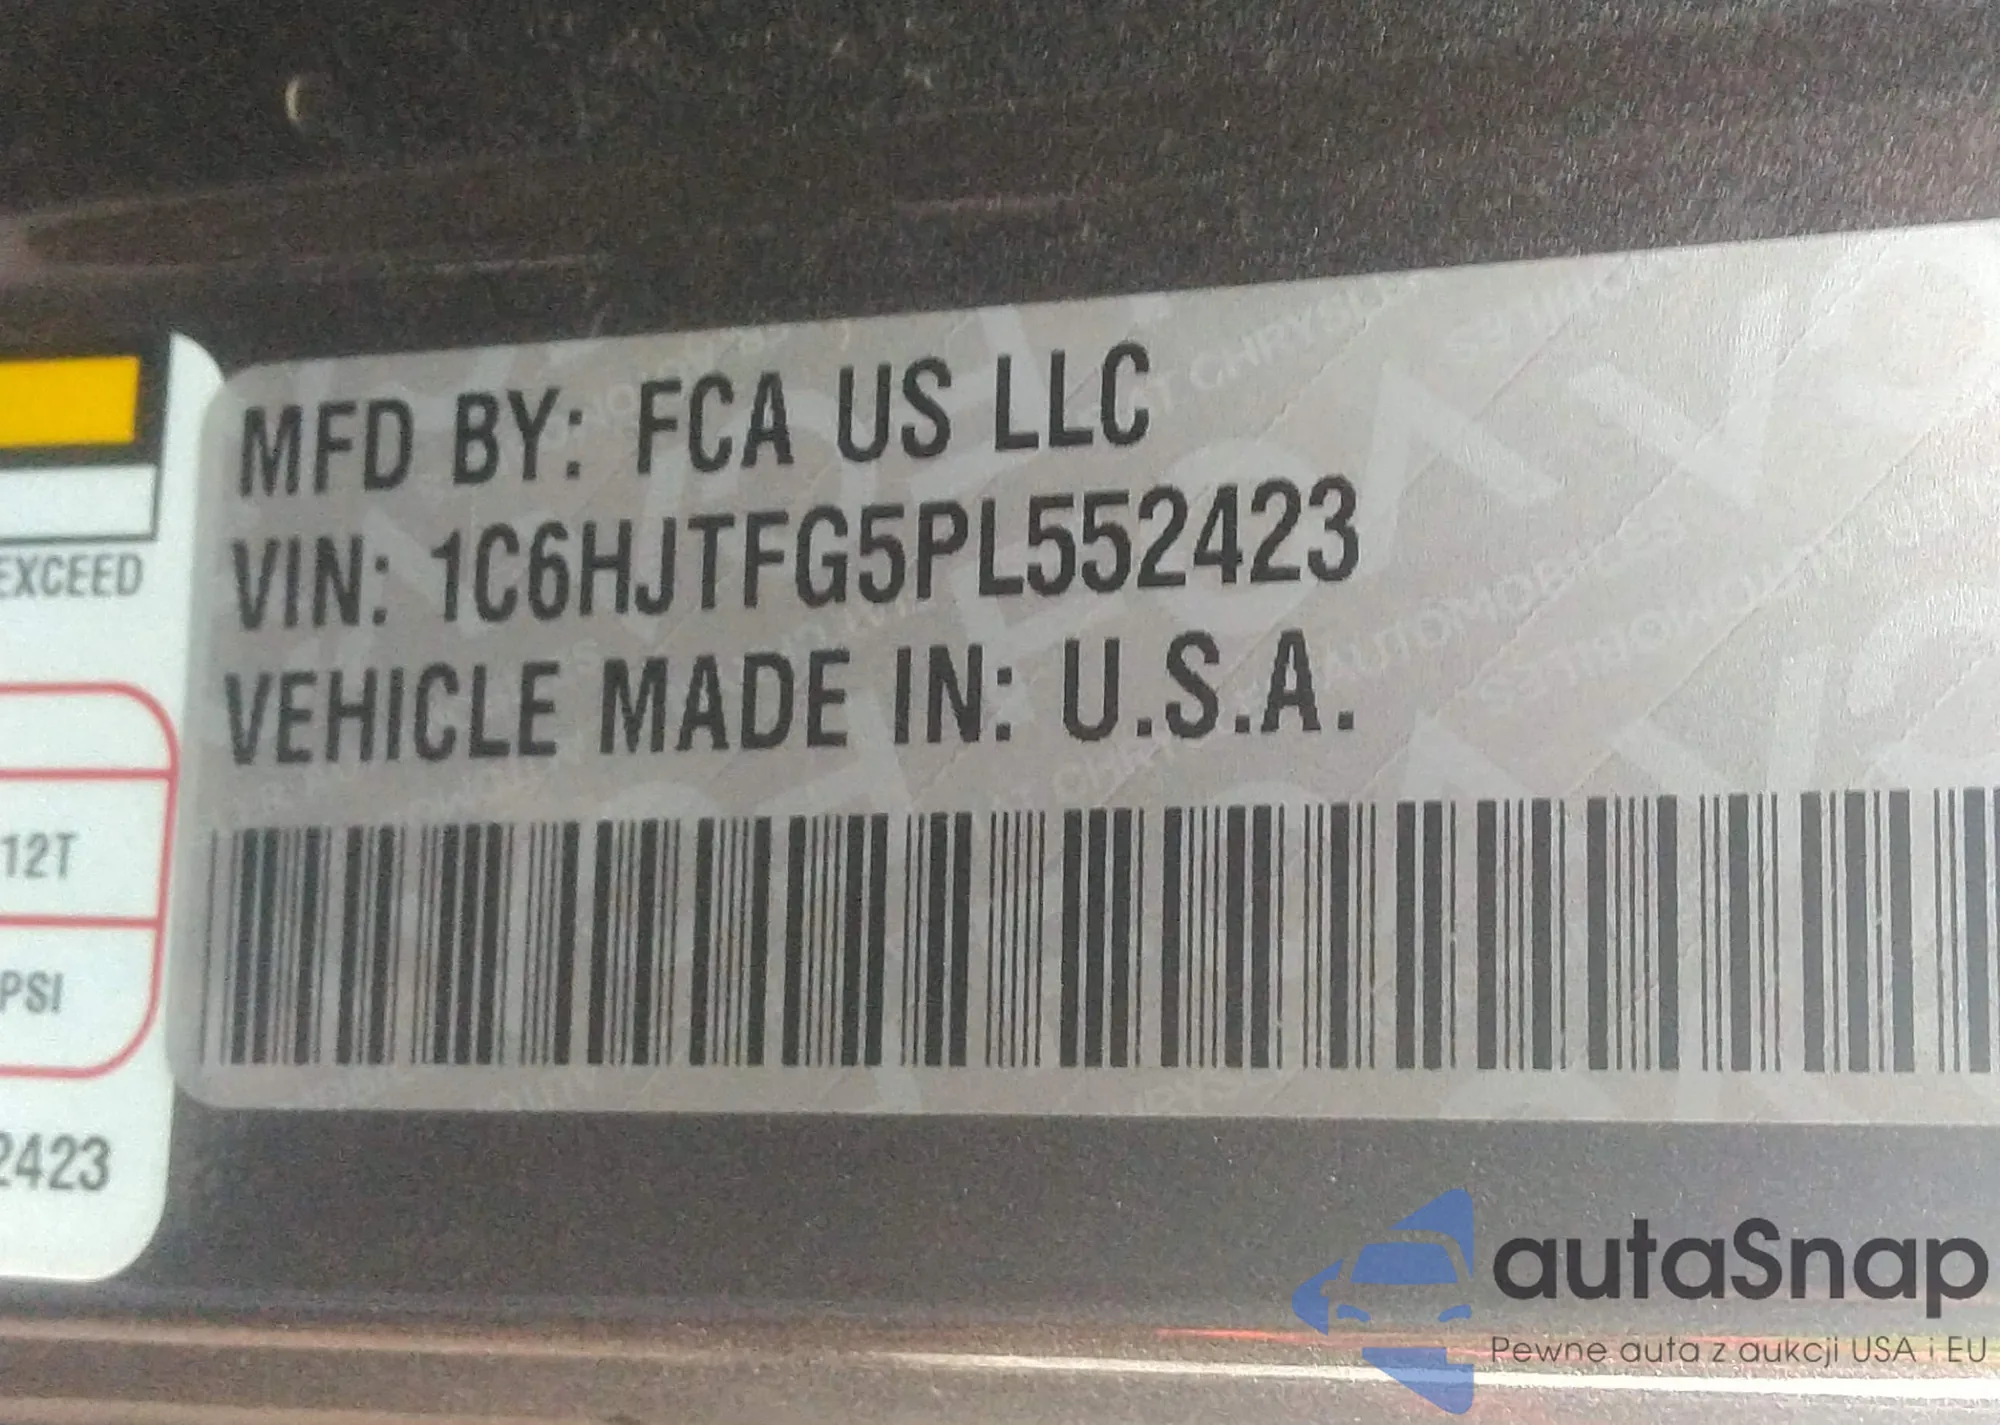 MFD BY: FCA US LLC
VIN: 1C6HJTFG5PL552423
VEHICLE MADE IN: U.S.A.
EXCEED
12T
PSI
2423
autaSnap
Pewne auta z aukcji USA i EU